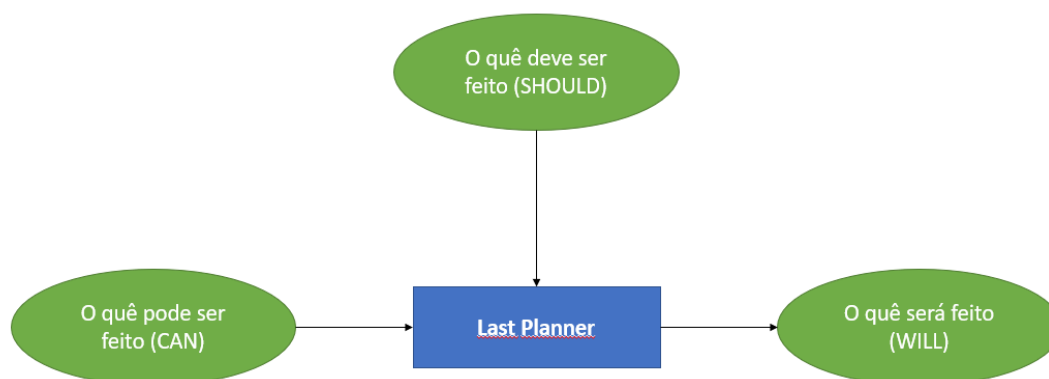 O quê deve ser
feito (SHOULD)
O quê pode ser
feito (CAN)
Last Planner
O quê será feito
(WILL)